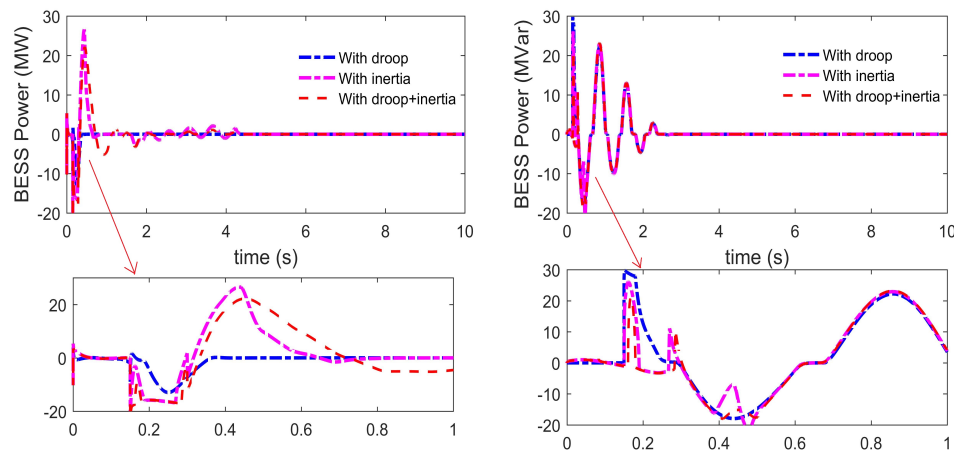 BESS Power (MW)
30
20
10
0
-10
-20
With droop
With inertia
With droop+inertia
0 2 4 6 8 10
time (s)
20
0
-20
0 0.2 0.4 0.6 0.8 1
BESS Power (MVar)
30
20
10
0
-10
-20
With droop
With inertia
With droop+inertia
0 2 4 6 8 10
time (s)
30
20
10
0
-10
-20
0 0.2 0.4 0.6 0.8 1